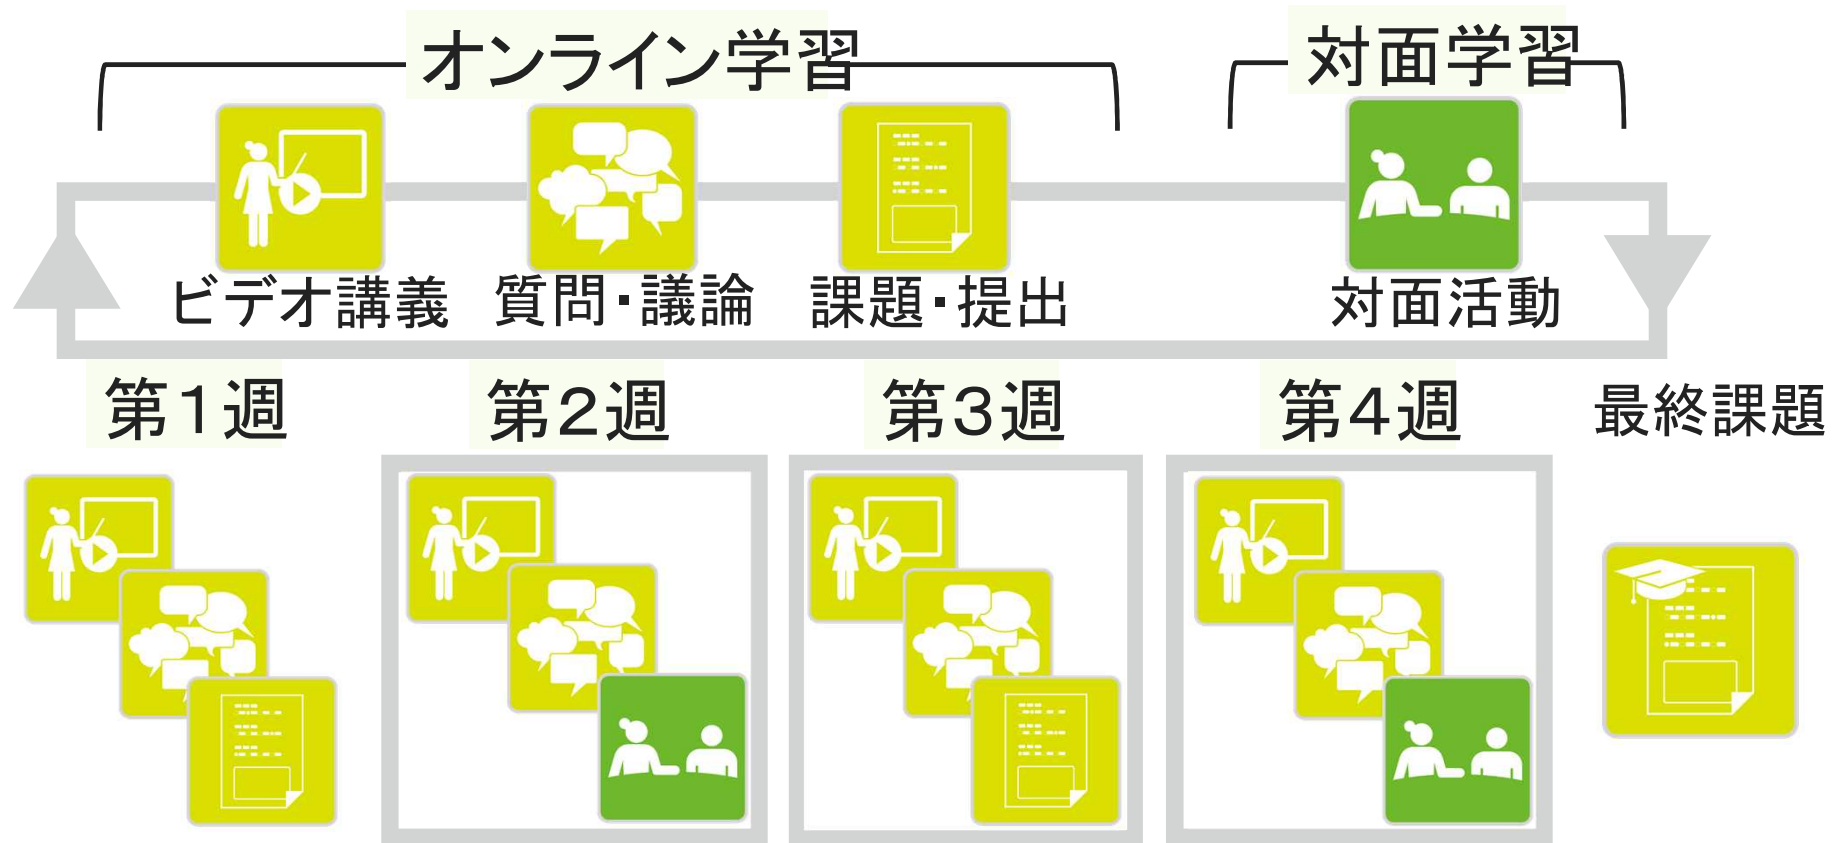 オンライン学習
対面学習
ビデオ講義
質問・議論
課題・提出
対面活動
第1週
第2週
第3週
第4週
最終課題